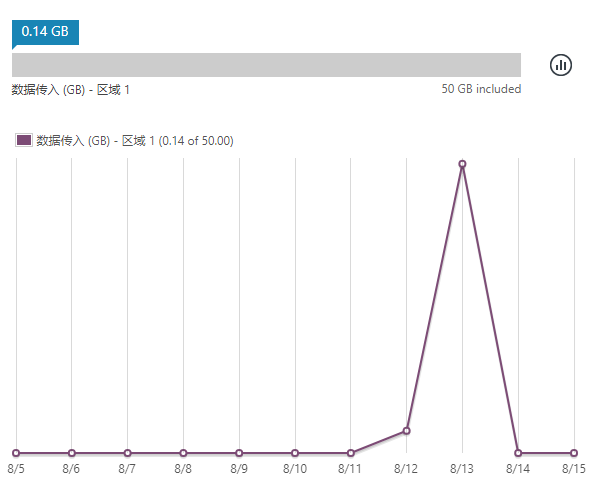 0.14 GB
数据传入 (GB) - 区域 1
50 GB included
数据传入 (GB) - 区域 1 (0.14 of 50.00)
8/5 8/6 8/7 8/8 8/9 8/10 8/11 8/12 8/13 8/14 8/15